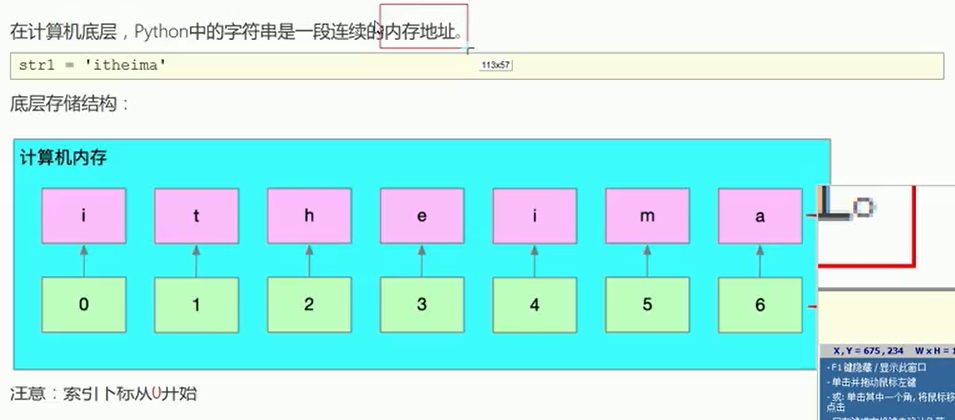 在计算机底层，Python中的字符串是一段连续的内存地址。
str1 = 'itheima'
113x57
底层存储结构：
计算机内存
i t h e i m a
0 1 2 3 4 5 6
X,Y = 675,234 W x H = 1
- F1 键隐藏 / 显示此窗口
- 单击并拖动鼠标左键
- 或: 单击其中一个角, 将鼠标移
点击
注意：索引下标从0开始